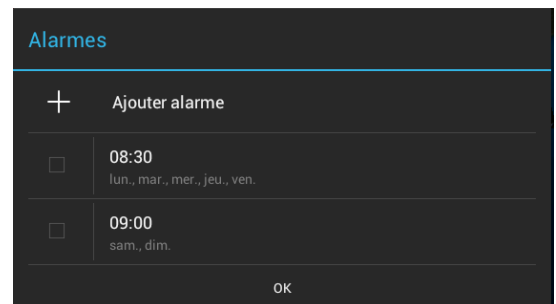 Alarmes
Ajouter alarme
08:30
lun., mar., mer., jeu., ven.
09:00
sam., dim.
OK